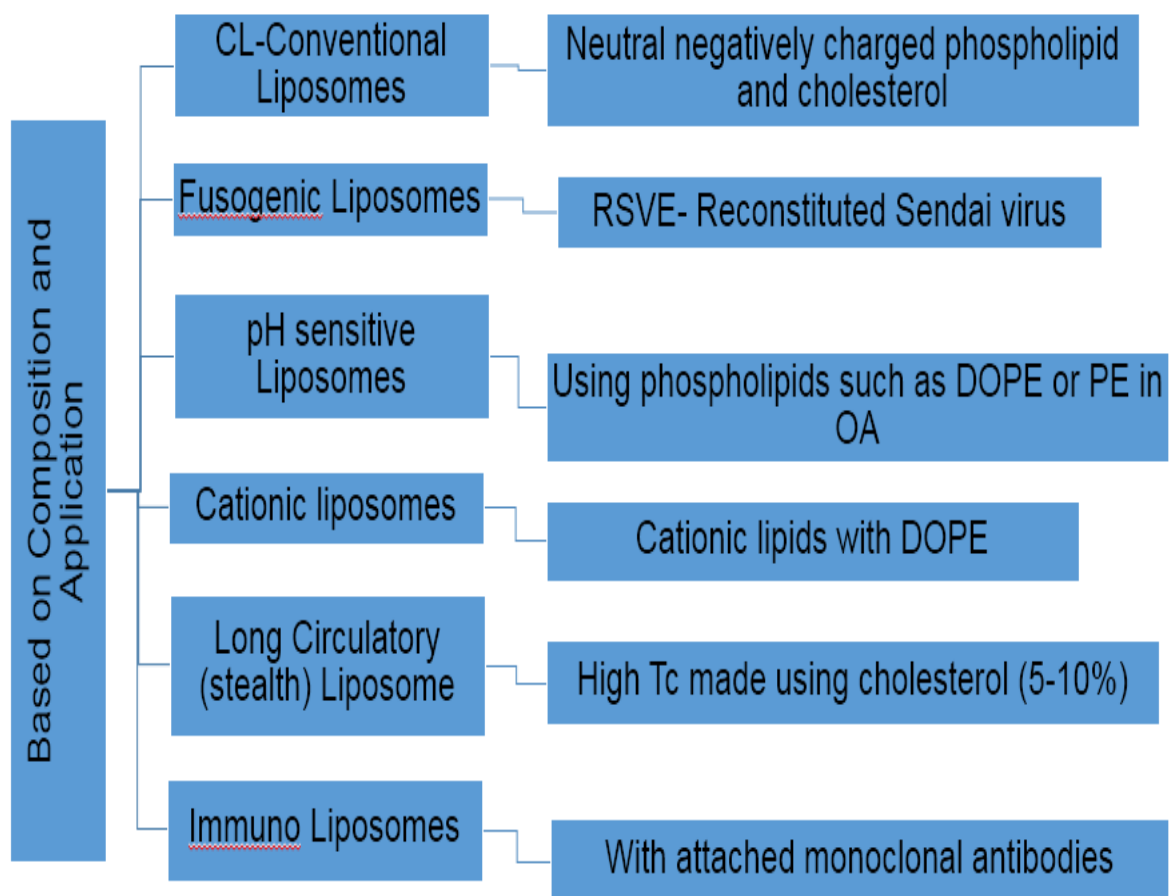 Based on Composition and
Application
CL-Conventional
Liposomes
Neutral negatively charged phospholipid
and cholesterol
Fusogenic Liposomes
RSVE- Reconstituted Sendai virus
pH sensitive
Liposomes
Using phospholipids such as DOPE or PE in
OA
Cationic liposomes
Cationic lipids with DOPE
Long Circulatory
(stealth) Liposome
High Tc made using cholesterol (5-10%)
Immuno Liposomes
With attached monoclonal antibodies